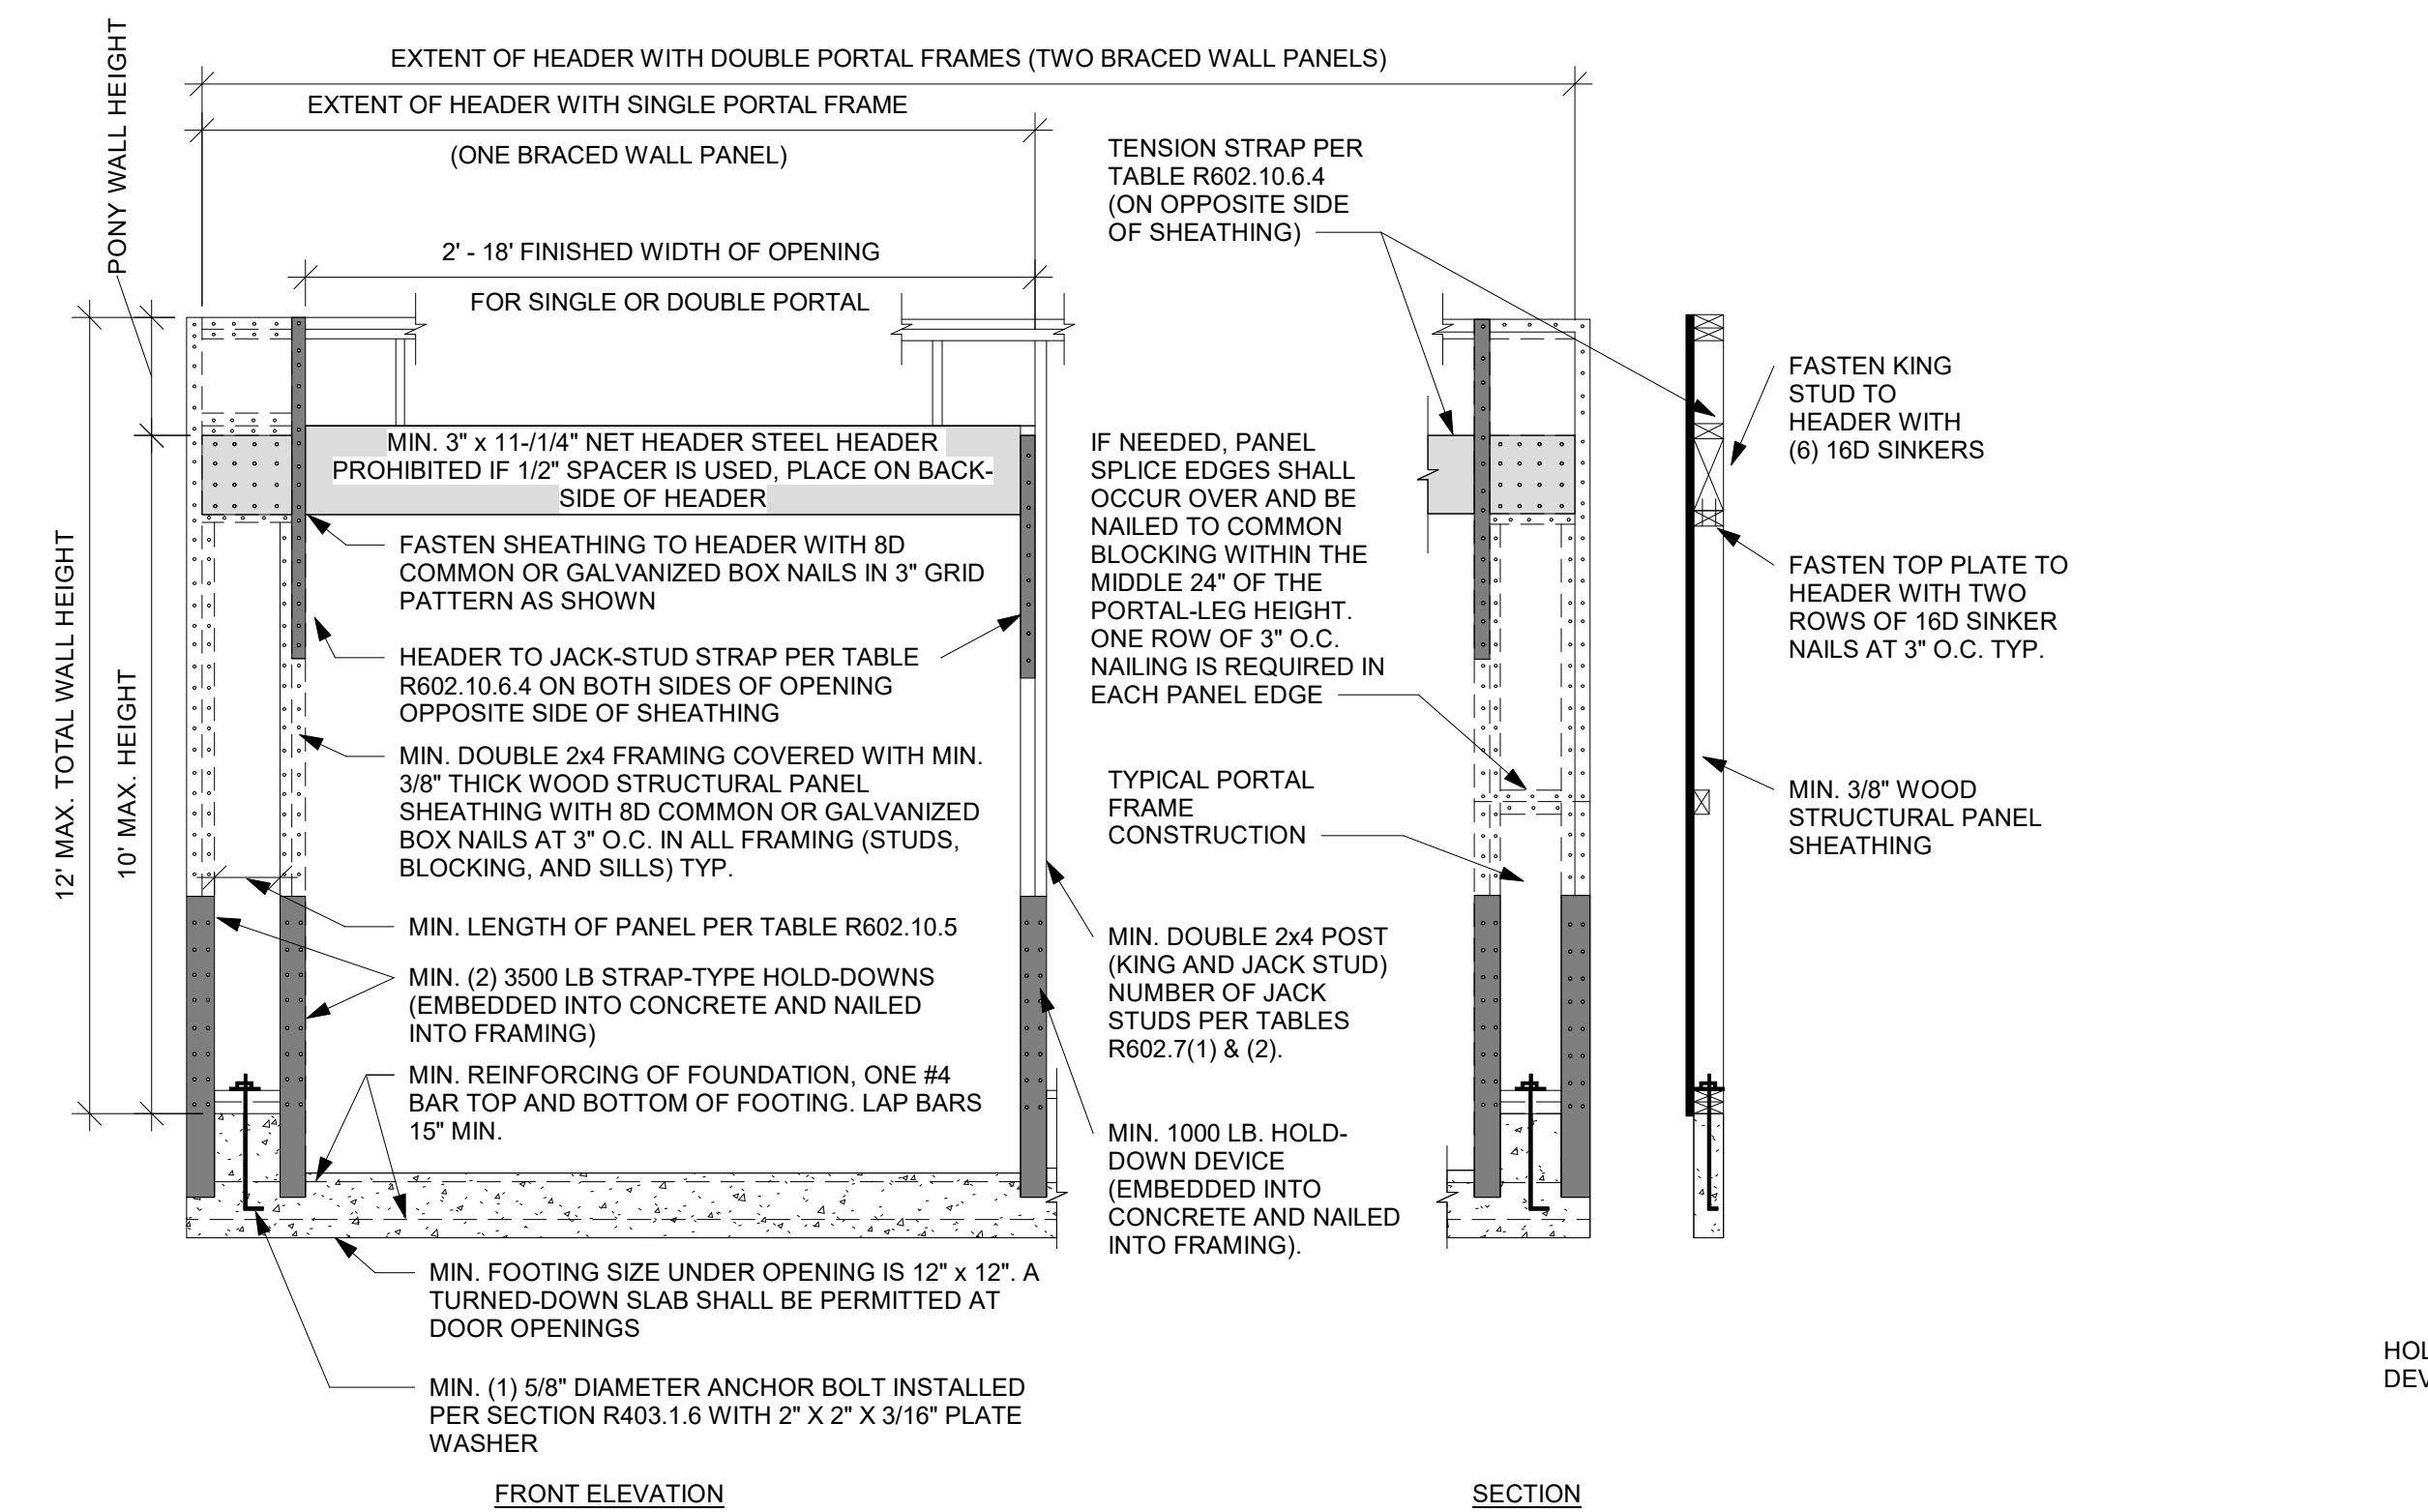 PONY WALL HEIGHT
EXTENT OF HEADER WITH DOUBLE PORTAL FRAMES (TWO BRACED WALL PANELS)
EXTENT OF HEADER WITH SINGLE PORTAL FRAME
(ONE BRACED WALL PANEL)
2' - 18' FINISHED WIDTH OF OPENING
FOR SINGLE OR DOUBLE PORTAL
TENSION STRAP PER
TABLE R602.10.6.4
(ON OPPOSITE SIDE
OF SHEATHING)
12' MAX. TOTAL WALL HEIGHT
10' MAX. HEIGHT
MIN. 3" x 11-/1/4" NET HEADER STEEL HEADER
PROHIBITED IF 1/2" SPACER IS USED, PLACE ON BACK-
SIDE OF HEADER
FASTEN SHEATHING TO HEADER WITH 8D
COMMON OR GALVANIZED BOX NAILS IN 3" GRID
PATTERN AS SHOWN
HEADER TO JACK-STUD STRAP PER TABLE
R602.10.6.4 ON BOTH SIDES OF OPENING
OPPOSITE SIDE OF SHEATHING
MIN. DOUBLE 2x4 FRAMING COVERED WITH MIN.
3/8" THICK WOOD STRUCTURAL PANEL
SHEATHING WITH 8D COMMON OR GALVANIZED
BOX NAILS AT 3" O.C. IN ALL FRAMING (STUDS,
BLOCKING, AND SILLS) TYP.
MIN. LENGTH OF PANEL PER TABLE R602.10.5
MIN. (2) 3500 LB STRAP-TYPE HOLD-DOWNS
(EMBEDDED INTO CONCRETE AND NAILED
INTO FRAMING)
MIN. REINFORCING OF FOUNDATION, ONE #4
BAR TOP AND BOTTOM OF FOOTING. LAP BARS
15" MIN.
MIN. FOOTING SIZE UNDER OPENING IS 12" x 12". A
TURNED-DOWN SLAB SHALL BE PERMITTED AT
DOOR OPENINGS
MIN. (1) 5/8" DIAMETER ANCHOR BOLT INSTALLED
PER SECTION R403.1.6 WITH 2" X 2" X 3/16" PLATE
WASHER
FRONT ELEVATION
IF NEEDED, PANEL
SPLICE EDGES SHALL
OCCUR OVER AND BE
NAILED TO COMMON
BLOCKING WITHIN THE
MIDDLE 24" OF THE
PORTAL-LEG HEIGHT.
ONE ROW OF 3" O.C.
NAILING IS REQUIRED IN
EACH PANEL EDGE
TYPICAL PORTAL
FRAME
CONSTRUCTION
MIN. DOUBLE 2x4 POST
(KING AND JACK STUD)
NUMBER OF JACK
STUDS PER TABLES
R602.7(1) & (2).
MIN. 1000 LB. HOLD-
DOWN DEVICE
(EMBEDDED INTO
CONCRETE AND NAILED
INTO FRAMING).
FASTEN KING
STUD TO
HEADER WITH
(6) 16D SINKERS
FASTEN TOP PLATE TO
HEADER WITH TWO
ROWS OF 16D SINKER
NAILS AT 3" O.C. TYP.
MIN. 3/8" WOOD
STRUCTURAL PANEL
SHEATHING
SECTION